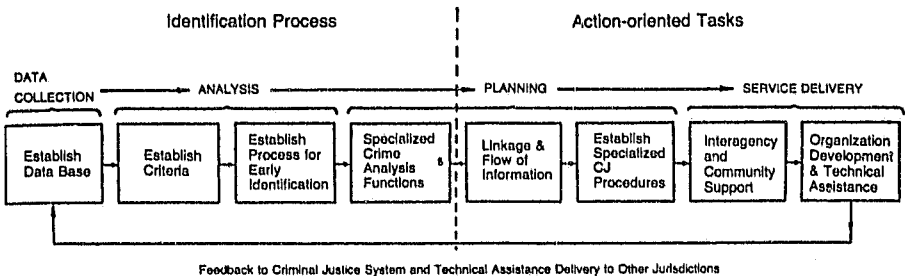 Identification Process
Action-oriented Tasks
DATA
COLLECTION
ANALYSIS
PLANNING
SERVICE DELIVERY
Establish
Data Base
Establish
Criteria
Establish
Process for
Early
Identification
Specialized
Crime
Analysis
Functions
Linkage &
Flow of
Information
Establish
Specialized
CJ
Procedures
Interagency
and
Community
Support
Organization
Development
& Technical
Assistance
Feedback to Criminal Justice System and Technical Assistance Delivery to Other Jurisdictions